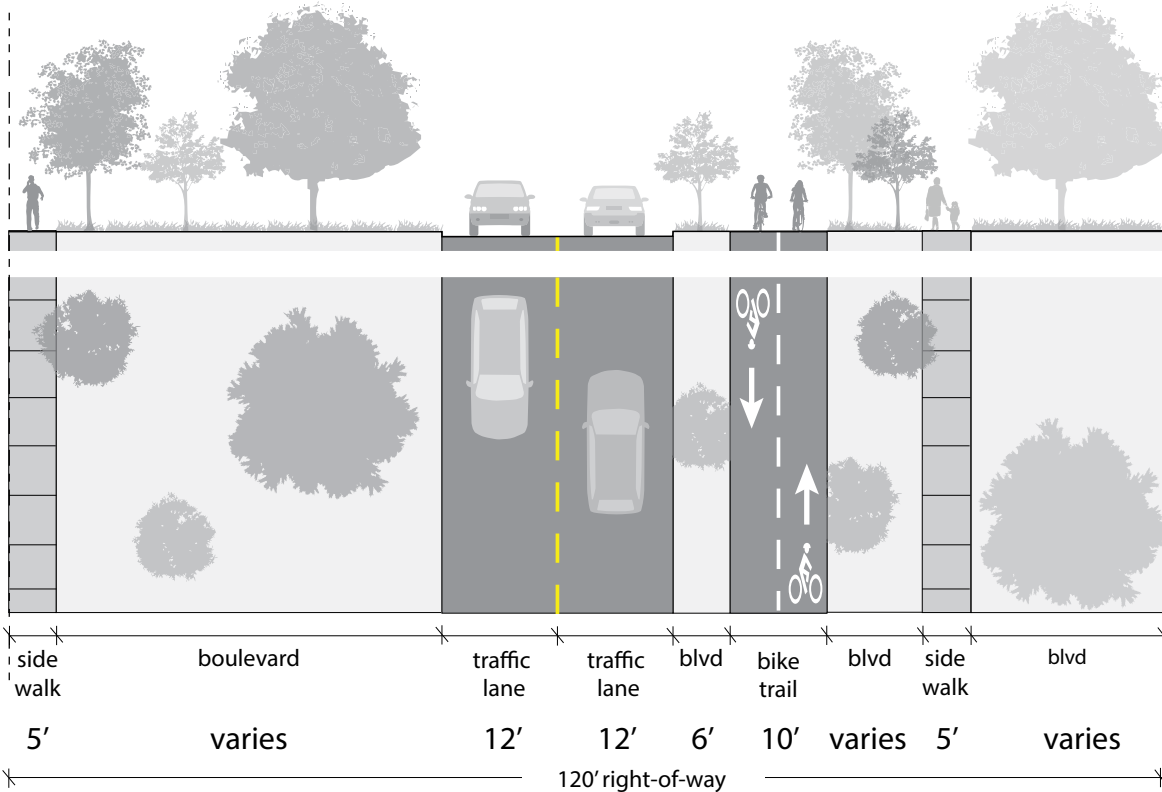 side walk
boulevard
traffic lane
traffic lane
blvd
bike trail
blvd
side walk
blvd
5’
varies
12’
12’
6’
10’
varies
5’
varies
120’ right-of-way